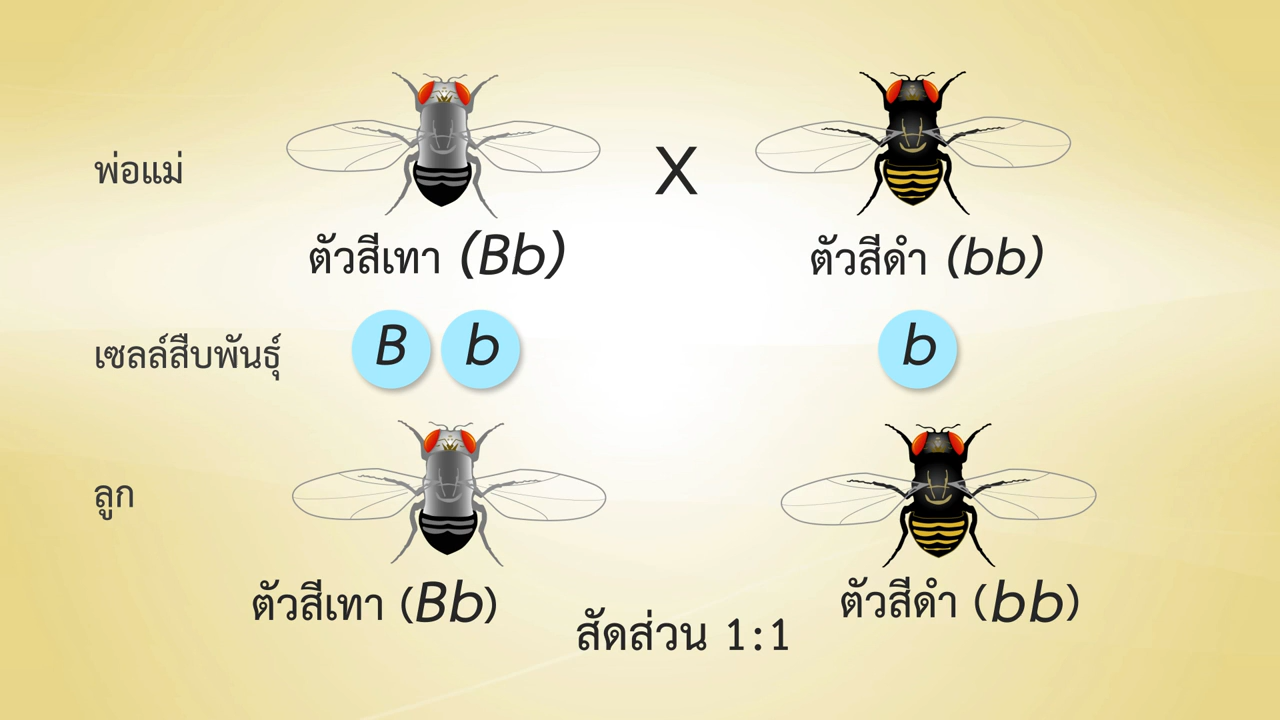 พ่อแม่
X
ตัวสีเทา (Bb)
ตัวสีดำ (bb)
เซลล์สืบพันธุ์
B
b
b
ลูก
ตัวสีเทา (Bb)
ตัวสีดำ (bb)
สัดส่วน 1:1